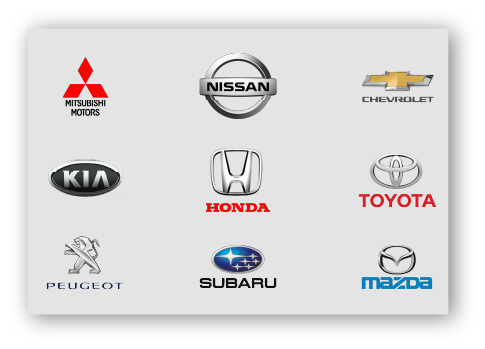 MITSUBISHI
MOTORS
NISSAN
CHEVROLET
KIA
HONDA
TOYOTA
PEUGEOT
SUBARU
mazda